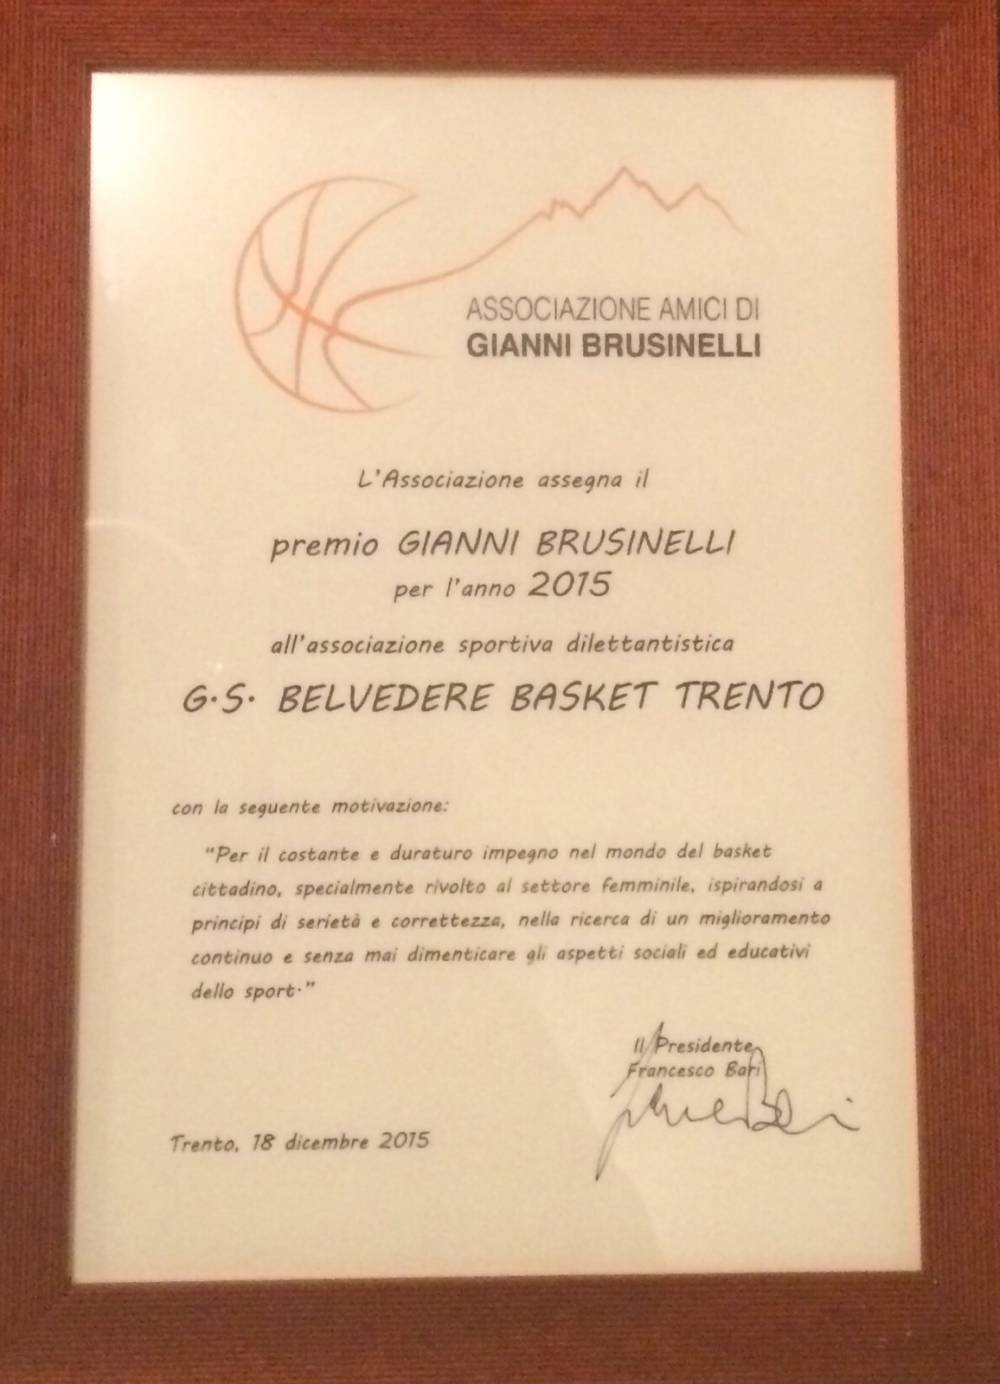 ASSOCIAZIONE AMICI DI
GIANNI BRUSINELLI
L'Associazione assegna il
premio GIANNI BRUSINELLI
per l'anno 2015
all'associazione sportiva dilettantistica
G.S. BELVEDERE BASKET TRENTO
con la seguente motivazione:
"Per il costante e duraturo impegno nel mondo del basket
cittadino, specialmente rivolto al settore femminile, ispirandosi a
principi di serietà e correttezza, nella ricerca di un miglioramento
continuo e senza mai dimenticare gli aspetti sociali ed educativi
dello sport."
Il Presidente
Francesco Bari
Trento, 18 dicembre 2015